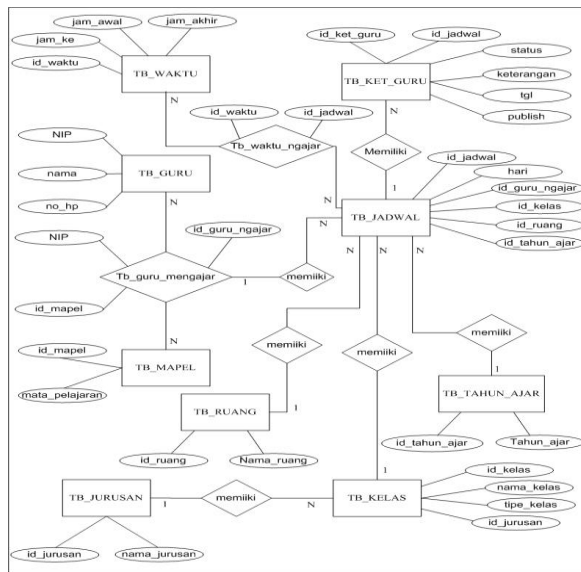 jam_awal
jam_akhir
jam_ke
id_waktu
TB_WAKTU
N
id_ket_guru
id_jadwal
status
TB_KET_GURU
keterangan
tgl
publish
N
id_waktu
id_jadwal
Tb_waktu_ngajar
Memiliki
NIP
nama
no_hp
TB_GURU
N
id_jadwal
hari
id_guru_ngajar
id_kelas
id_ruang
id_tahun_ajar
1
N
TB_JADWAL
N
N
N
N
NIP
id_guru_ngajar
Tb_guru_mengajar
1
memiiki
id_mapel
N
id_mapel
mata_pelajaran
TB_MAPEL
memiiki
memiiki
memiiki
1
TB_TAHUN_AJAR
id_tahun_ajar
Tahun_ajar
TB_RUANG
1
id_ruang
Nama_ruang
1
TB_JURUSAN
1
memiiki
N
TB_KELAS
id_kelas
nama_kelas
tipe_kelas
id_jurusan
id_jurusan
nama_jurusan